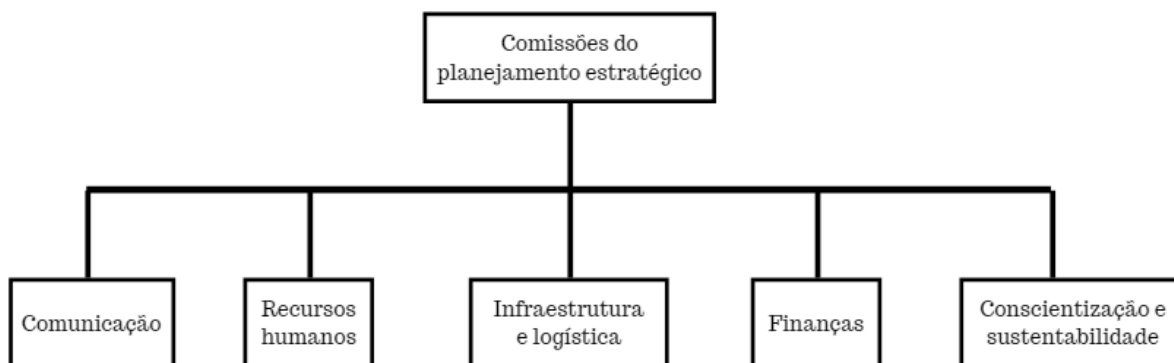 Comissões do
planejamento estratégico
Comunicação
Recursos
humanos
Infraestrutura
e logística
Finanças
Conscientização e
sustentabilidade